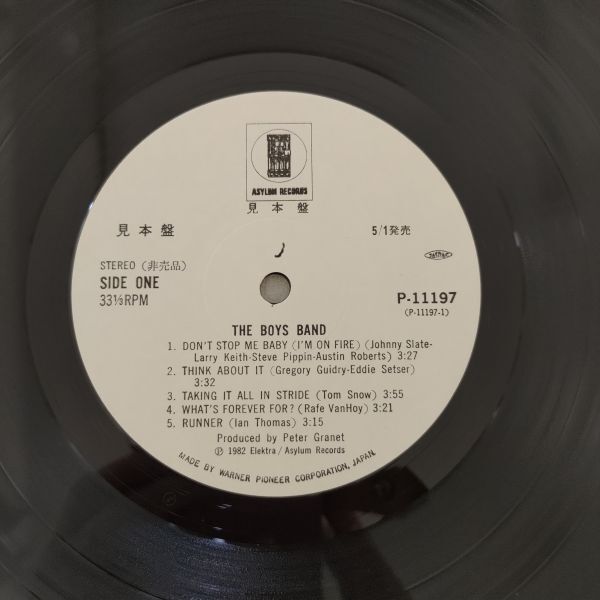 ASYLUM RECORDS
見本盤
見本盤
5/1発売
STEREO (非売品)
SIDE ONE
33⅓RPM
P-11197
(P-11197-1)
THE BOYS BAND
1. DON'T STOP ME BABY (I'M ON FIRE) (Johnny Slate-
Larry Keith-Steve Pippin-Austin Roberts) 3:27
2. THINK ABOUT IT (Gregory Guidry-Eddie Setser)
3:32
3. TAKING IT ALL IN STRIDE (Tom Snow) 3:55
4. WHAT'S FOREVER FOR? (Rafe VanHoy) 3:21
5. RUNNER (Ian Thomas) 3:15
Produced by Peter Granet
Ⓟ 1982 Elektra/Asylum Records
MADE BY WARNER PIONEER CORPORATION, JAPAN.